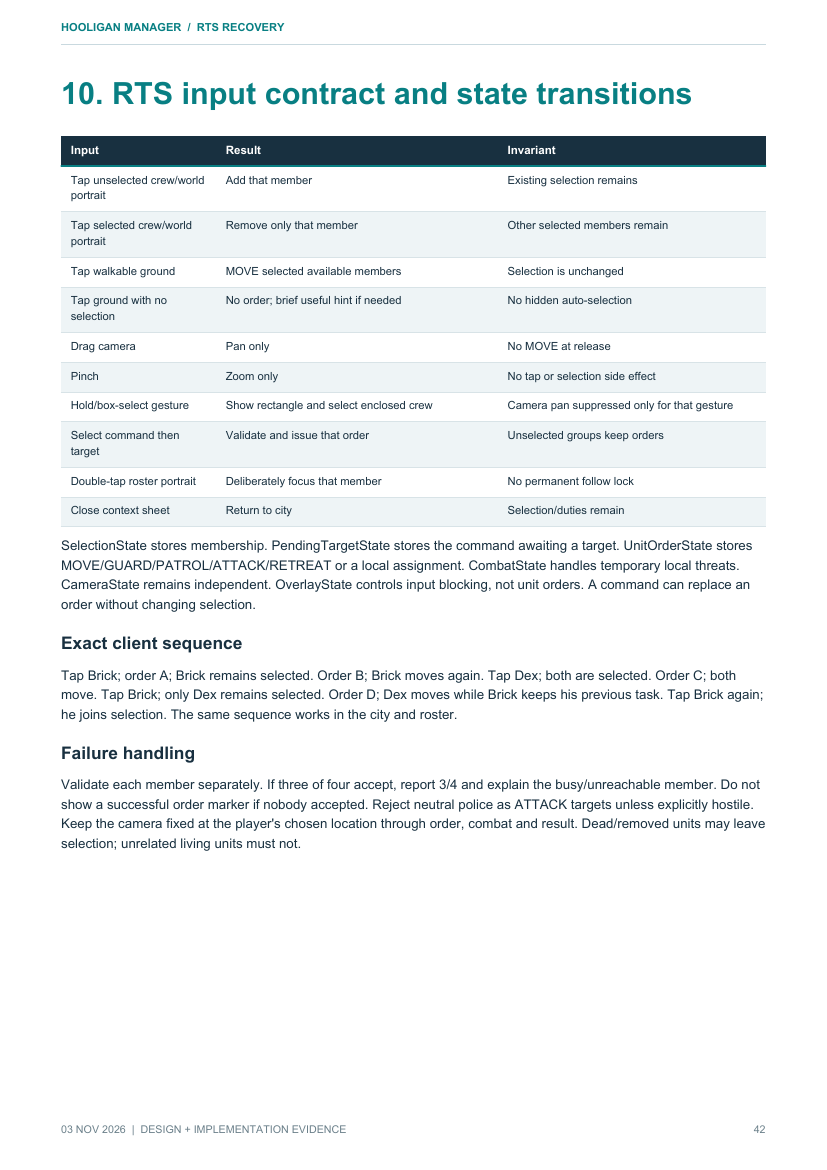 HOOLIGAN MANAGER / RTS RECOVERY
10. RTS input contract and state transitions
Input Result Invariant
Tap unselected crew/world portrait Add that member Existing selection remains
Tap selected crew/world portrait Remove only that member Other selected members remain
Tap walkable ground MOVE selected available members Selection is unchanged
Tap ground with no selection No order; brief useful hint if needed No hidden auto-selection
Drag camera Pan only No MOVE at release
Pinch Zoom only No tap or selection side effect
Hold/box-select gesture Show rectangle and select enclosed crew Camera pan suppressed only for that gesture
Select command then target Validate and issue that order Unselected groups keep orders
Double-tap roster portrait Deliberately focus that member No permanent follow lock
Close context sheet Return to city Selection/duties remain
SelectionState stores membership. PendingTargetState stores the command awaiting a target. UnitOrderState stores
MOVE/GUARD/PATROL/ATTACK/RETREAT or a local assignment. CombatState handles temporary local threats.
CameraState remains independent. OverlayState controls input blocking, not unit orders. A command can replace an
order without changing selection.
Exact client sequence
Tap Brick; order A; Brick remains selected. Order B; Brick moves again. Tap Dex; both are selected. Order C; both
move. Tap Brick; only Dex remains selected. Order D; Dex moves while Brick keeps his previous task. Tap Brick again;
he joins selection. The same sequence works in the city and roster.
Failure handling
Validate each member separately. If three of four accept, report 3/4 and explain the busy/unreachable member. Do not
show a successful order marker if nobody accepted. Reject neutral police as ATTACK targets unless explicitly hostile.
Keep the camera fixed at the player's chosen location through order, combat and result. Dead/removed units may leave
selection; unrelated living units must not.
03 NOV 2026 | DESIGN + IMPLEMENTATION EVIDENCE 42